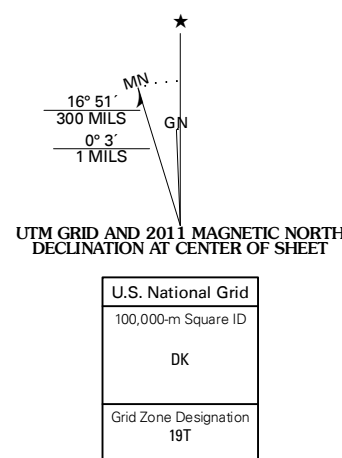 ★
MN
16° 51´
300 MILS
GN
0° 3´
1 MILS
UTM GRID AND 2011 MAGNETIC NORTH
DECLINATION AT CENTER OF SHEET
U.S. National Grid
100,000-m Square ID
DK
Grid Zone Designation
19T